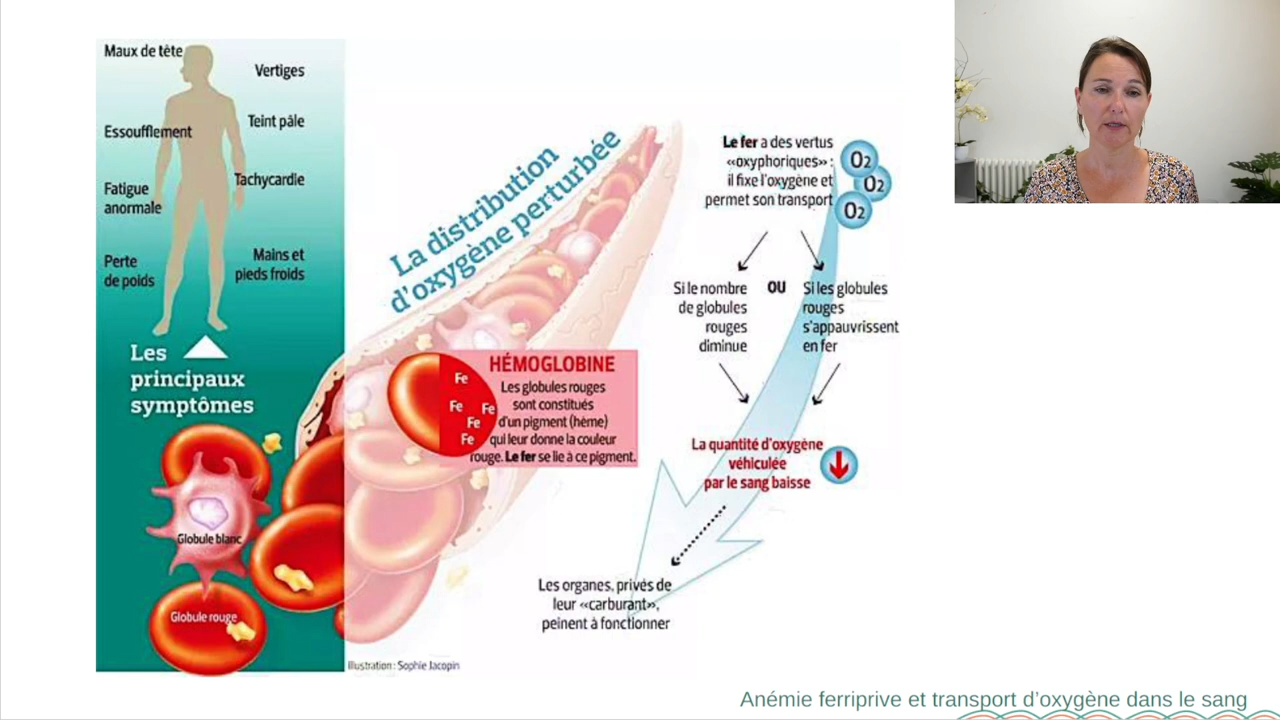 Maux de tête
Vertiges
Teint pâle
Essoufflement
Tachycardie
Fatigue
anormale
Mains et
pieds froids
Perte
de poids
Les
principaux
symptômes
Globule blanc
Globule rouge
La distribution
d'oxygène perturbée
HÉMOGLOBINE
Les globules rouges
sont constitués
d'un pigment (hème)
qui leur donne la couleur
rouge. Le fer se lie à ce pigment.
Fe
Fe
Fe
Fe
Fe
Le fer a des vertus
«oxyphoriques» :
il fixe l'oxygène et
permet son transport
O2
O2
O2
Si le nombre
de globules
rouges
diminue
OU
Si les globules
rouges
s'appauvrissent
en fer
La quantité d'oxygène
véhiculée
par le sang baisse
Les organes, privés de
leur «carburant»,
peinent à fonctionner
Illustration : Sophie Jacopin
Anémie ferriprive et transport d'oxygène dans le sang